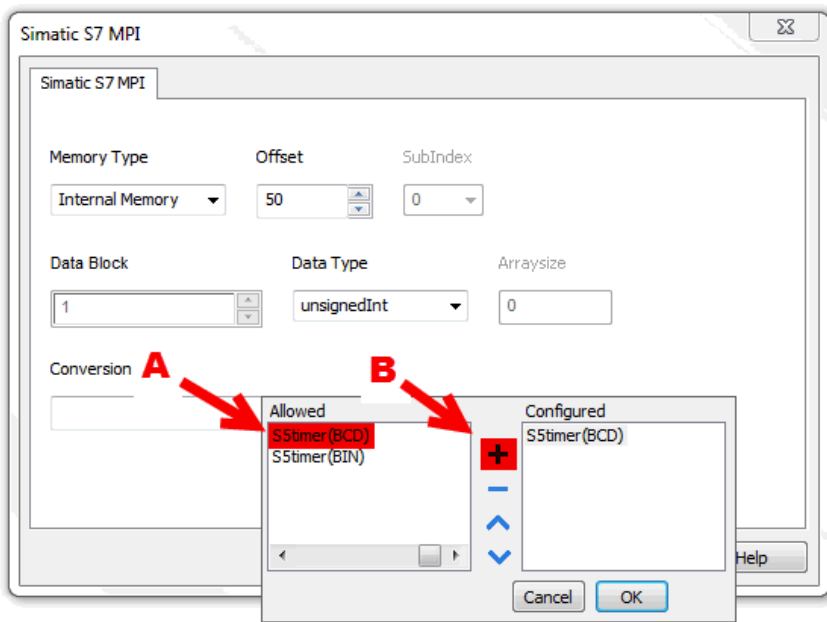 Simatic S7 MPI
Simatic S7 MPI
Memory Type Offset SubIndex
Internal Memory 50 0
Data Block Data Type Arraysize
1 unsignedInt 0
Conversion A B
Allowed Configured
S5timer(BCD) S5timer(BCD)
S5timer(BIN)
Help
Cancel OK